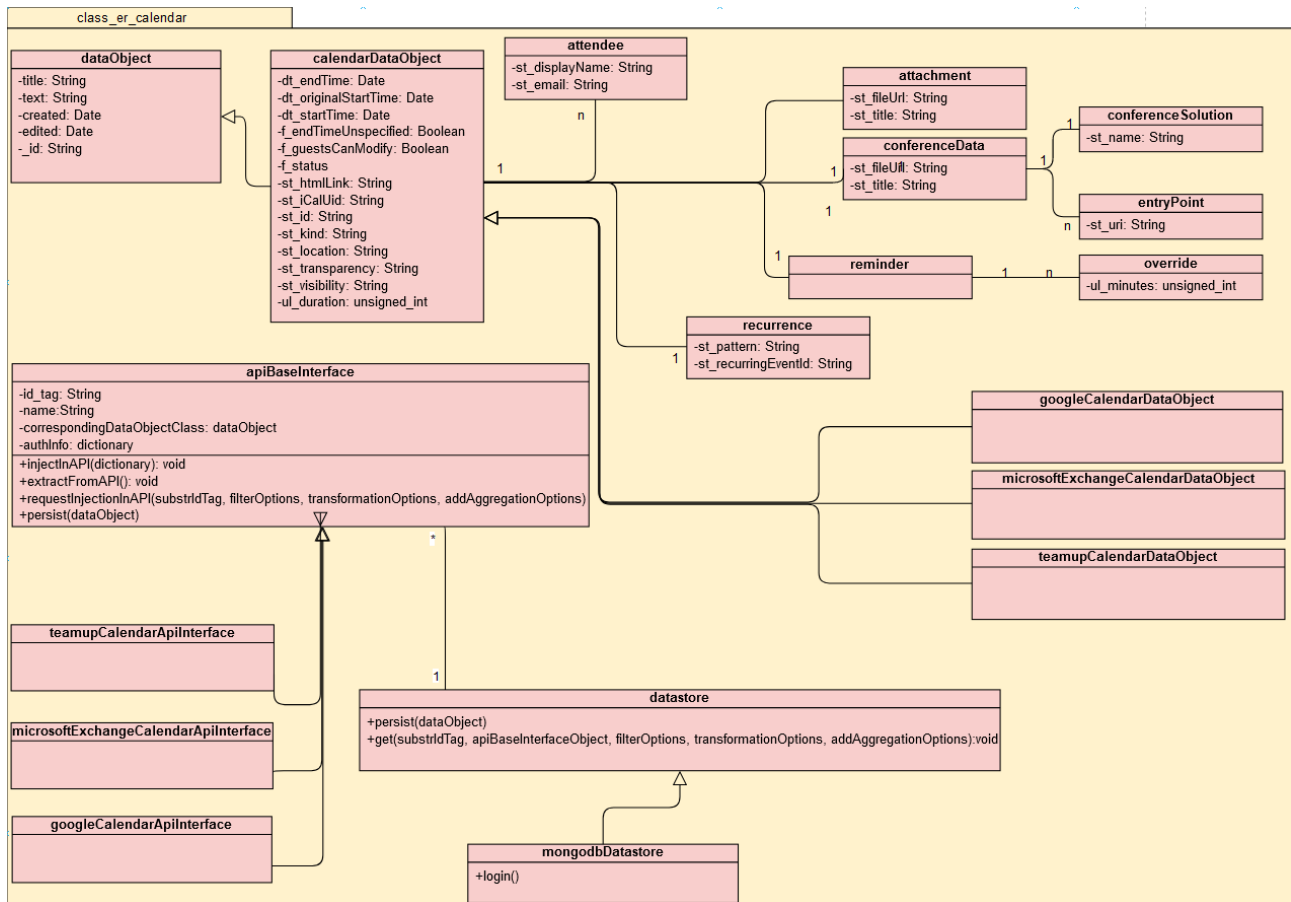 class_er_calendar
dataObject
-title: String
-text: String
-created: Date
-edited: Date
-_id: String
calendarDataObject
-dt_endTime: Date
-dt_originalStartTime: Date
-dt_startTime: Date
-f_endTimeUnspecified: Boolean
-f_guestsCanModify: Boolean
-f_status
-st_htmlLink: String
-st_iCalUid: String
-st_id: String
-st_kind: String
-st_location: String
-st_transparency: String
-st_visibility: String
-ul_duration: unsigned_int
attendee
-st_displayName: String
-st_email: String
n
1
attachment
-st_fileUrl: String
-st_title: String
1
conferenceData
-st_title: String
1
1
1
conferenceSolution
-st_name: String
n
entryPoint
-st_uri: String
1
reminder
1
n
override
-ul_minutes: unsigned_int
1
recurrence
-st_pattern: String
-st_recurringEventId: String
apiBaseInterface
-id_tag: String
-name:String
-correspondingDataObjectClass: dataObject
-authInfo: dictionary
+injectInAPI(dictionary): void
+extractFromAPI(): void
+requestInjectionInAPI(substrIdTag, filterOptions, transformationOptions, addAggregationOptions)
+persist(dataObject)
*
1
googleCalendarDataObject
microsoftExchangeCalendarDataObject
teamupCalendarDataObject
teamupCalendarApiInterface
microsoftExchangeCalendarApiInterface
googleCalendarApiInterface
datastore
+persist(dataObject)
+get(substrIdTag, apiBaseInterfaceObject, filterOptions, transformationOptions, addAggregationOptions):void
mongodbDatastore
+login()